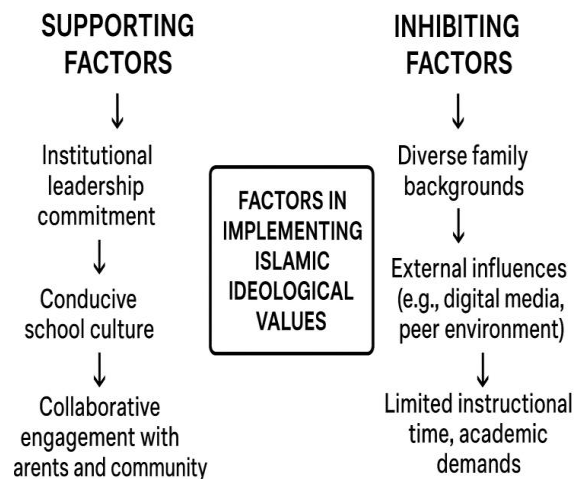 SUPPORTING
FACTORS
Institutional
leadership
commitment
Conducive
school culture
Collaborative
engagement with
arents and community
FACTORS IN
IMPLEMENTING
ISLAMIC
IDEOLOGICAL
VALUES
INHIBITING
FACTORS
Diverse family
backgrounds
External influences
(e.g., digital media,
peer environment)
Limited instructional
time, academic
demands